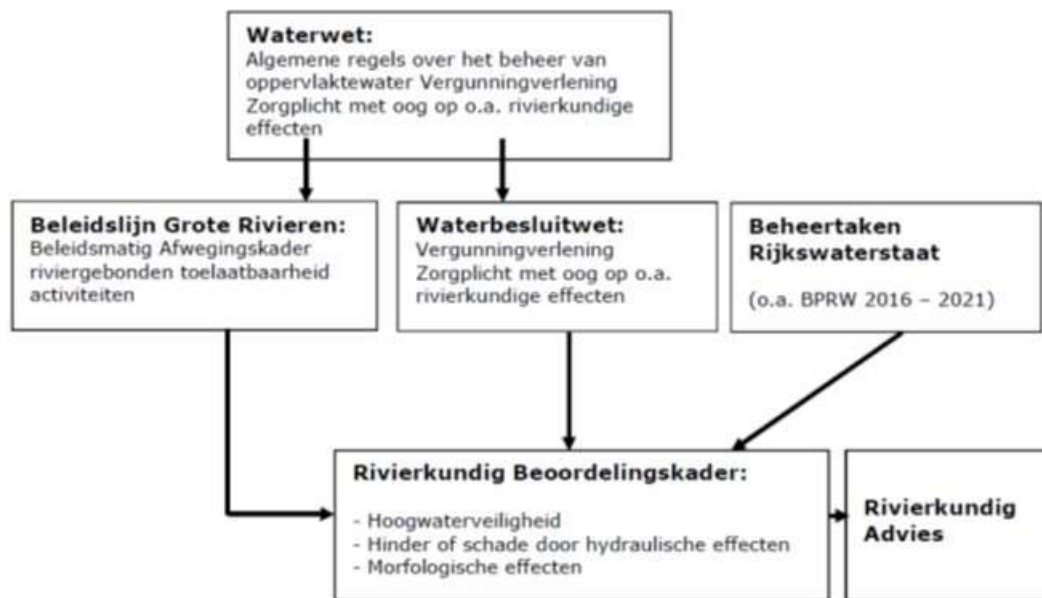 Waterwet:
Algemene regels over het beheer van
oppervlaktewater Vergunningverlening
Zorgplicht met oog op o.a. rivierkundige
effecten
Beleidslijn Grote Rivieren:
Beleidsmatig Afwegingskader
riviergebonden toelaatbaarheid
activiteiten
Waterbesluitwet:
Vergunningverlening
Zorgplicht met oog op o.a.
rivierkundige effecten
Beheertaken
Rijkswaterstaat
(o.a. BPRW 2016 – 2021)
Rivierkundig Beoordelingskader:
- Hoogwaterveiligheid
- Hinder of schade door hydraulische effecten
- Morfologische effecten
Rivierkundig
Advies